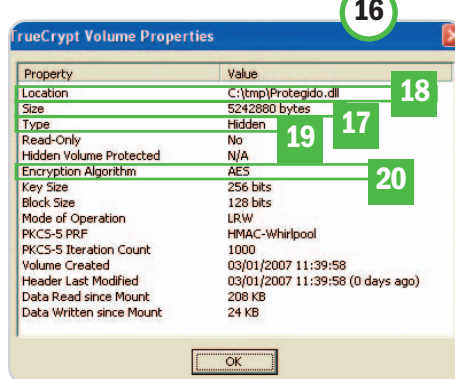 16
TrueCrypt Volume Properties
Property Value
Location C:\tmp\Protegido.dll 18
Size 5242880 bytes 17
Type Hidden 19
Read-Only No
Hidden Volume Protected N/A
Encryption Algorithm AES 20
Key Size 256 bits
Block Size 128 bits
Mode of Operation LRW
PKCS-5 PRF HMAC-Whirlpool
PKCS-5 Iteration Count 1000
Volume Created 03/01/2007 11:39:58
Header Last Modified 03/01/2007 11:39:58 (0 days ago)
Data Read since Mount 208 KB
Data Written since Mount 24 KB
OK